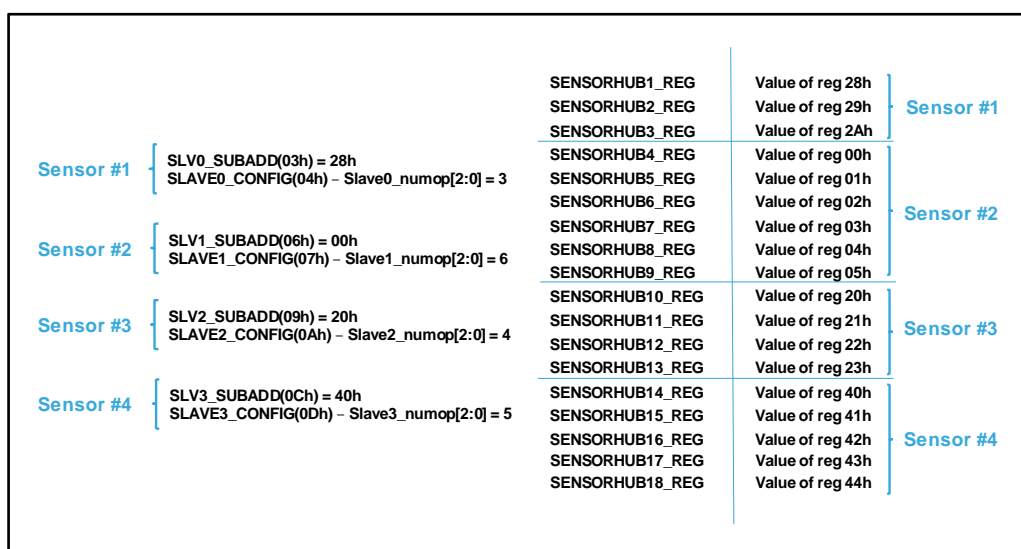 Sensor #1
SLV0_SUBADD(03h) = 28h
SLAVE0_CONFIG(04h) – Slave0_numop[2:0] = 3
Sensor #2
SLV1_SUBADD(06h) = 00h
SLAVE1_CONFIG(07h) – Slave1_numop[2:0] = 6
Sensor #3
SLV2_SUBADD(09h) = 20h
SLAVE2_CONFIG(0Ah) – Slave2_numop[2:0] = 4
Sensor #4
SLV3_SUBADD(0Ch) = 40h
SLAVE3_CONFIG(0Dh) – Slave3_numop[2:0] = 5
SENSORHUB1_REG Value of reg 28h
SENSORHUB2_REG Value of reg 29h
SENSORHUB3_REG Value of reg 2Ah
Sensor #1
SENSORHUB4_REG Value of reg 00h
SENSORHUB5_REG Value of reg 01h
SENSORHUB6_REG Value of reg 02h
SENSORHUB7_REG Value of reg 03h
SENSORHUB8_REG Value of reg 04h
SENSORHUB9_REG Value of reg 05h
Sensor #2
SENSORHUB10_REG Value of reg 20h
SENSORHUB11_REG Value of reg 21h
SENSORHUB12_REG Value of reg 22h
SENSORHUB13_REG Value of reg 23h
Sensor #3
SENSORHUB14_REG Value of reg 40h
SENSORHUB15_REG Value of reg 41h
SENSORHUB16_REG Value of reg 42h
SENSORHUB17_REG Value of reg 43h
SENSORHUB18_REG Value of reg 44h
Sensor #4